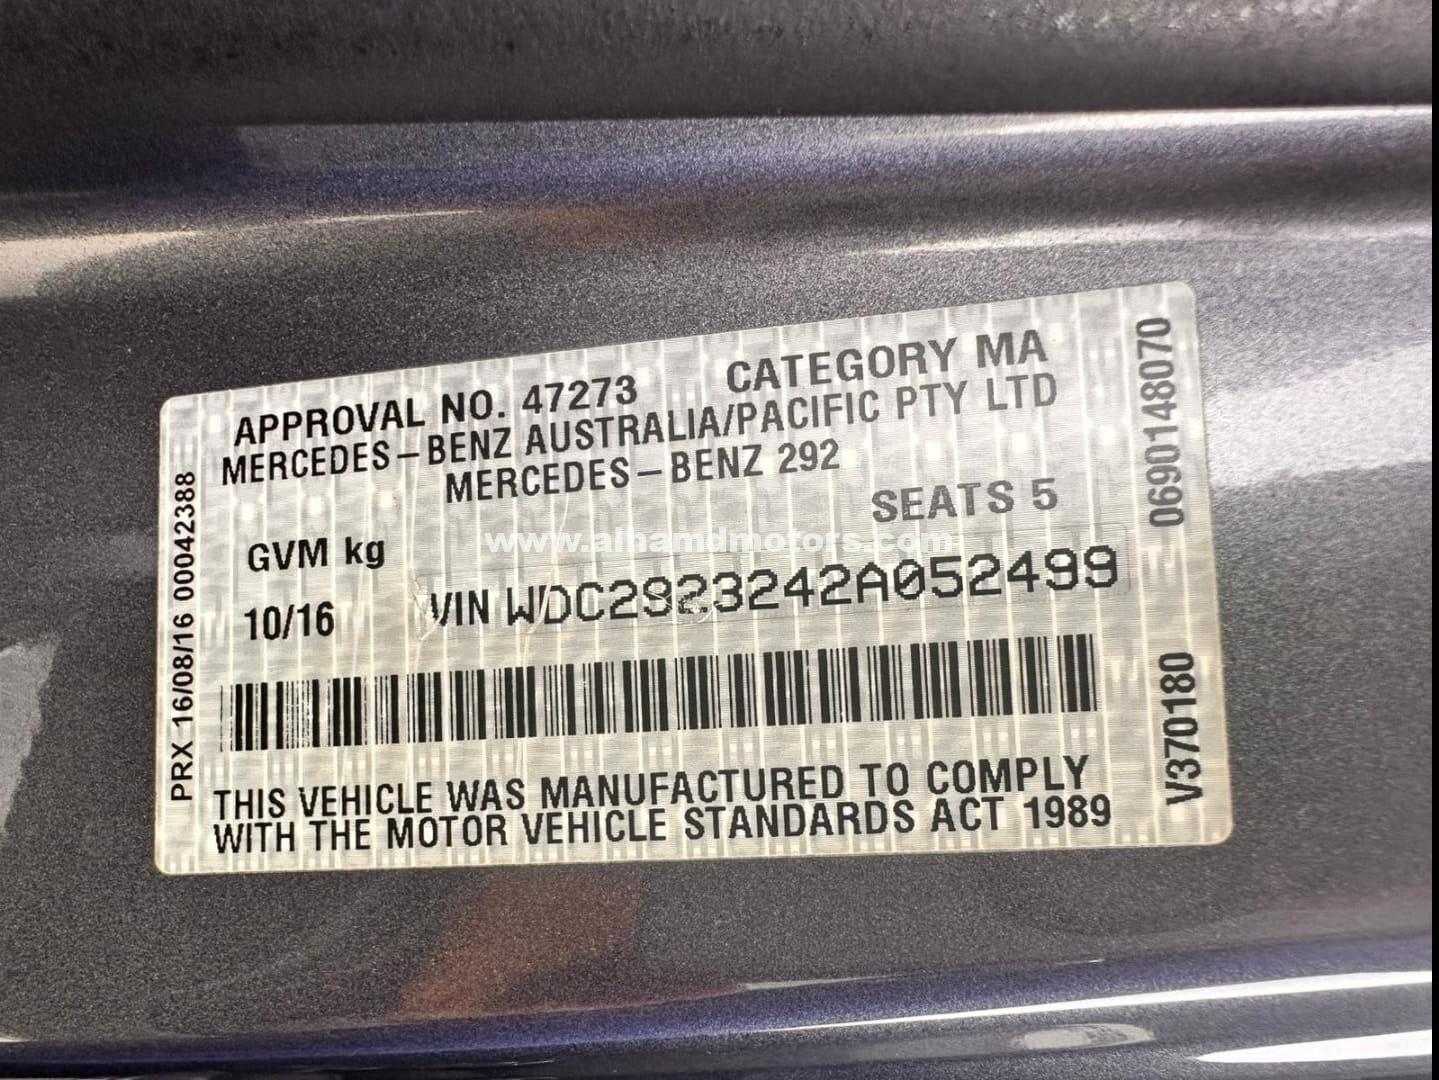 APPROVAL NO. 47273 CATEGORY MA
MERCEDES-BENZ AUSTRALIA/PACIFIC PTY LTD
MERCEDES-BENZ 292
SEATS 5
GVM kg
www.alhamdmotors.com
10/16 VIN WDC2923242A052499
THIS VEHICLE WAS MANUFACTURED TO COMPLY
WITH THE MOTOR VEHICLE STANDARDS ACT 1989
PRX 16/08/16 00042388
0690148070
V370180